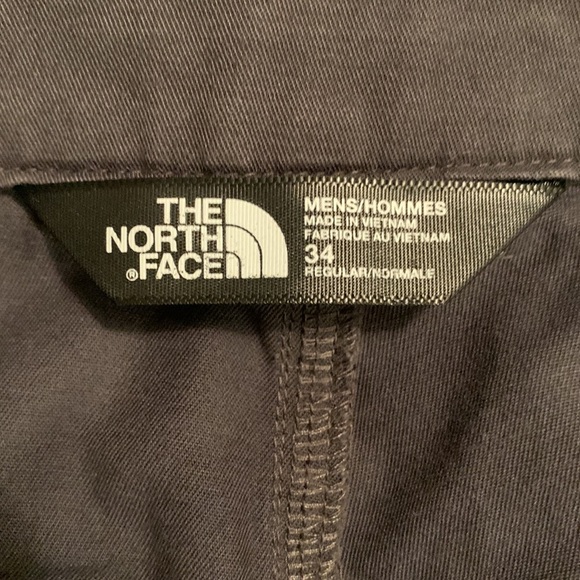 THE
NORTH
FACE
®
MENS/HOMMES
MADE IN VIETNAM
FABRIQUE AU VIETNAM
34
REGULAR/NORMALE